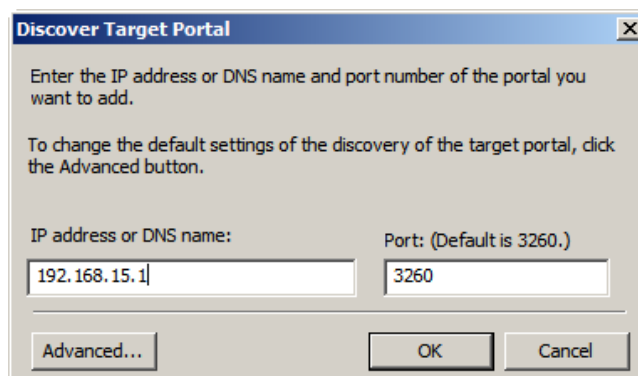 Discover Target Portal
Enter the IP address or DNS name and port number of the portal you
want to add.
To change the default settings of the discovery of the target portal, click
the Advanced button.
IP address or DNS name:
Port: (Default is 3260.)
192.168.15.1
3260
Advanced...
OK
Cancel